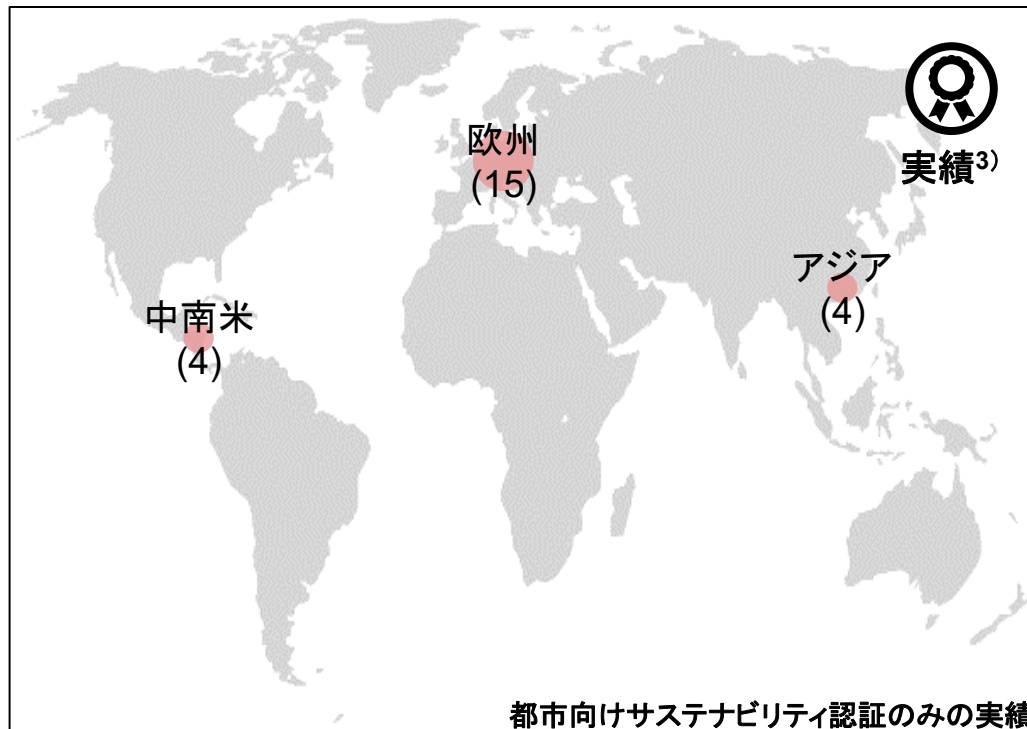 欧州
(15)
実績3)
アジア
(4)
中南米
(4)
都市向けサステナビリティ認証のみの実績